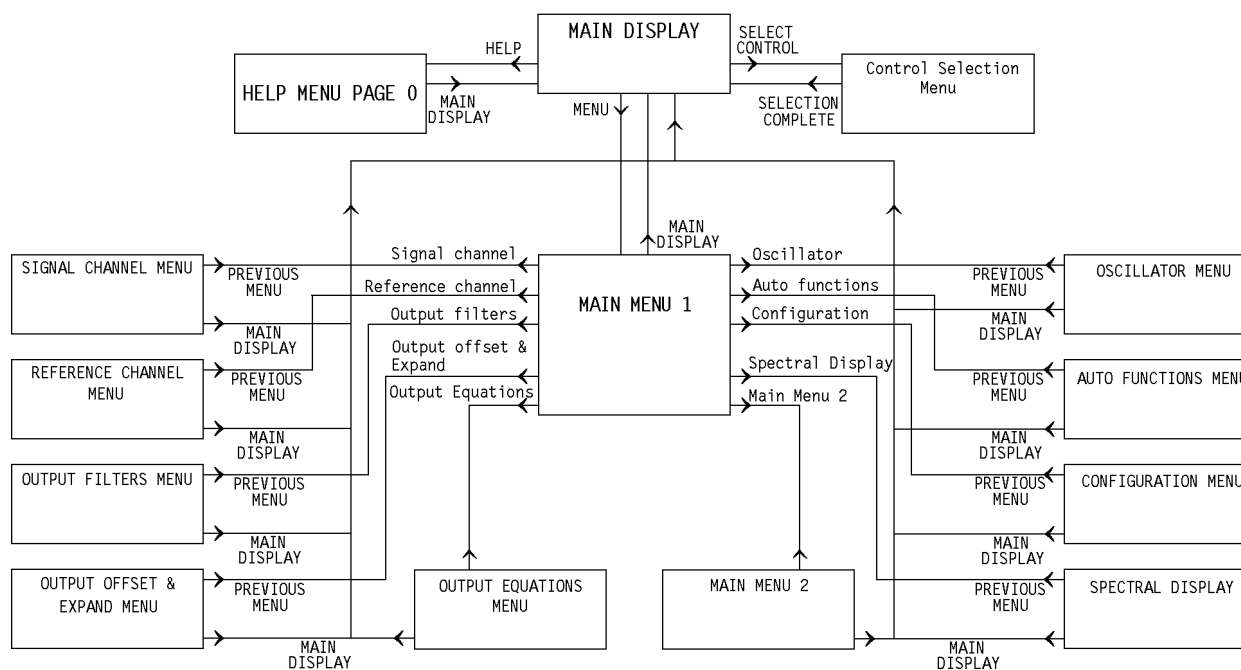 MAIN DISPLAY
HELP
SELECT
CONTROL
HELP MENU PAGE 0
MAIN
DISPLAY
MENU
SELECTION
COMPLETE
Control Selection
Menu
MAIN
DISPLAY
SIGNAL CHANNEL MENU
PREVIOUS
MENU
MAIN
DISPLAY
REFERENCE CHANNEL
MENU
PREVIOUS
MENU
MAIN
DISPLAY
OUTPUT FILTERS MENU
PREVIOUS
MENU
MAIN
DISPLAY
OUTPUT OFFSET &
EXPAND MENU
PREVIOUS
MENU
MAIN
DISPLAY
Signal channel
Reference channel
Output filters
Output offset &
Expand
Output Equations
MAIN MENU 1
Oscillator
Auto functions
Configuration
Spectral Display
Main Menu 2
OUTPUT EQUATIONS
MENU
MAIN MENU 2
PREVIOUS
MENU
MAIN
DISPLAY
OSCILLATOR MENU
PREVIOUS
MENU
MAIN
DISPLAY
AUTO FUNCTIONS MENU
PREVIOUS
MENU
MAIN
DISPLAY
CONFIGURATION MENU
PREVIOUS
MENU
MAIN
DISPLAY
SPECTRAL DISPLAY